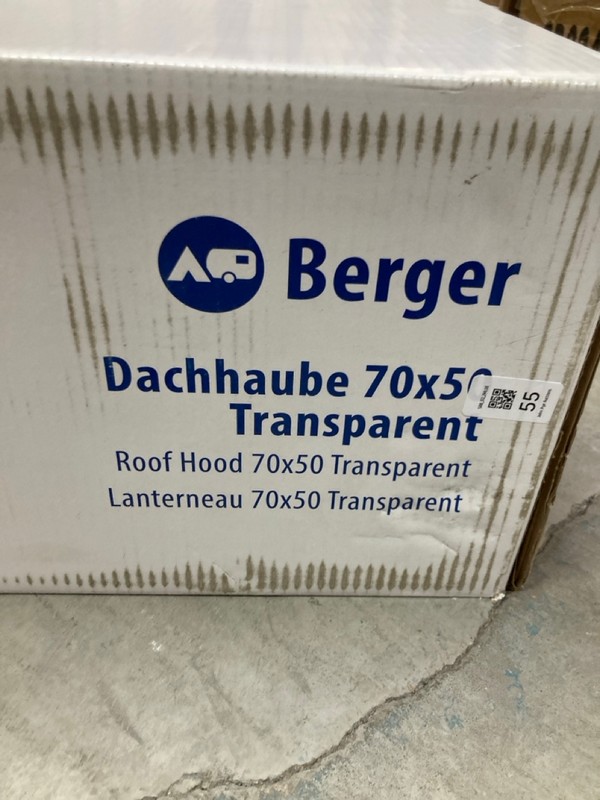 Berger
Dachhaube 70x50
Transparent
Roof Hood 70x50 Transparent
Lanterneau 70x50 Transparent
55